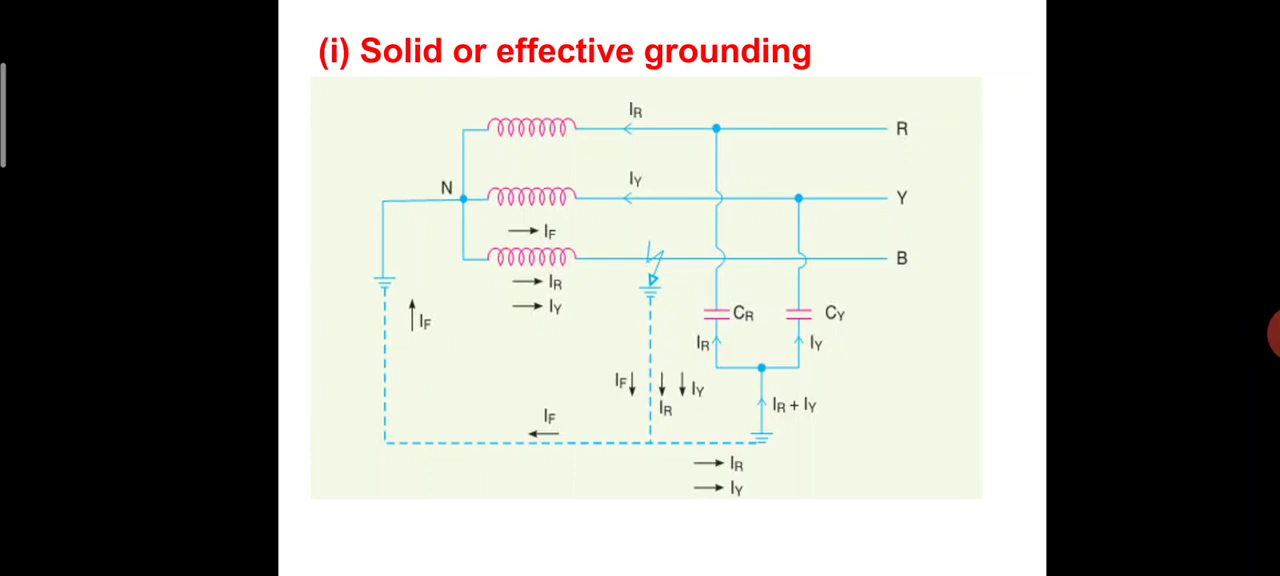 (i) Solid or effective grounding
IR
R
N
IY
Y
IF
B
IR
IY
IF
CR
CY
IR
IY
IF
IY
IR
IR + IY
IF
IR
IY